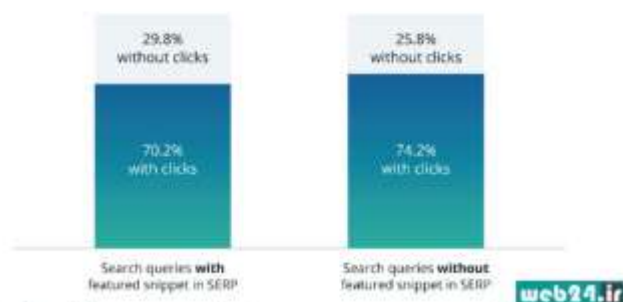 29.8%
without clicks
25.8%
without clicks
70.2%
with clicks
74.2%
with clicks
Search queries with
featured snippet in SERP
Search queries without
featured snippet in SERP
web24.ir